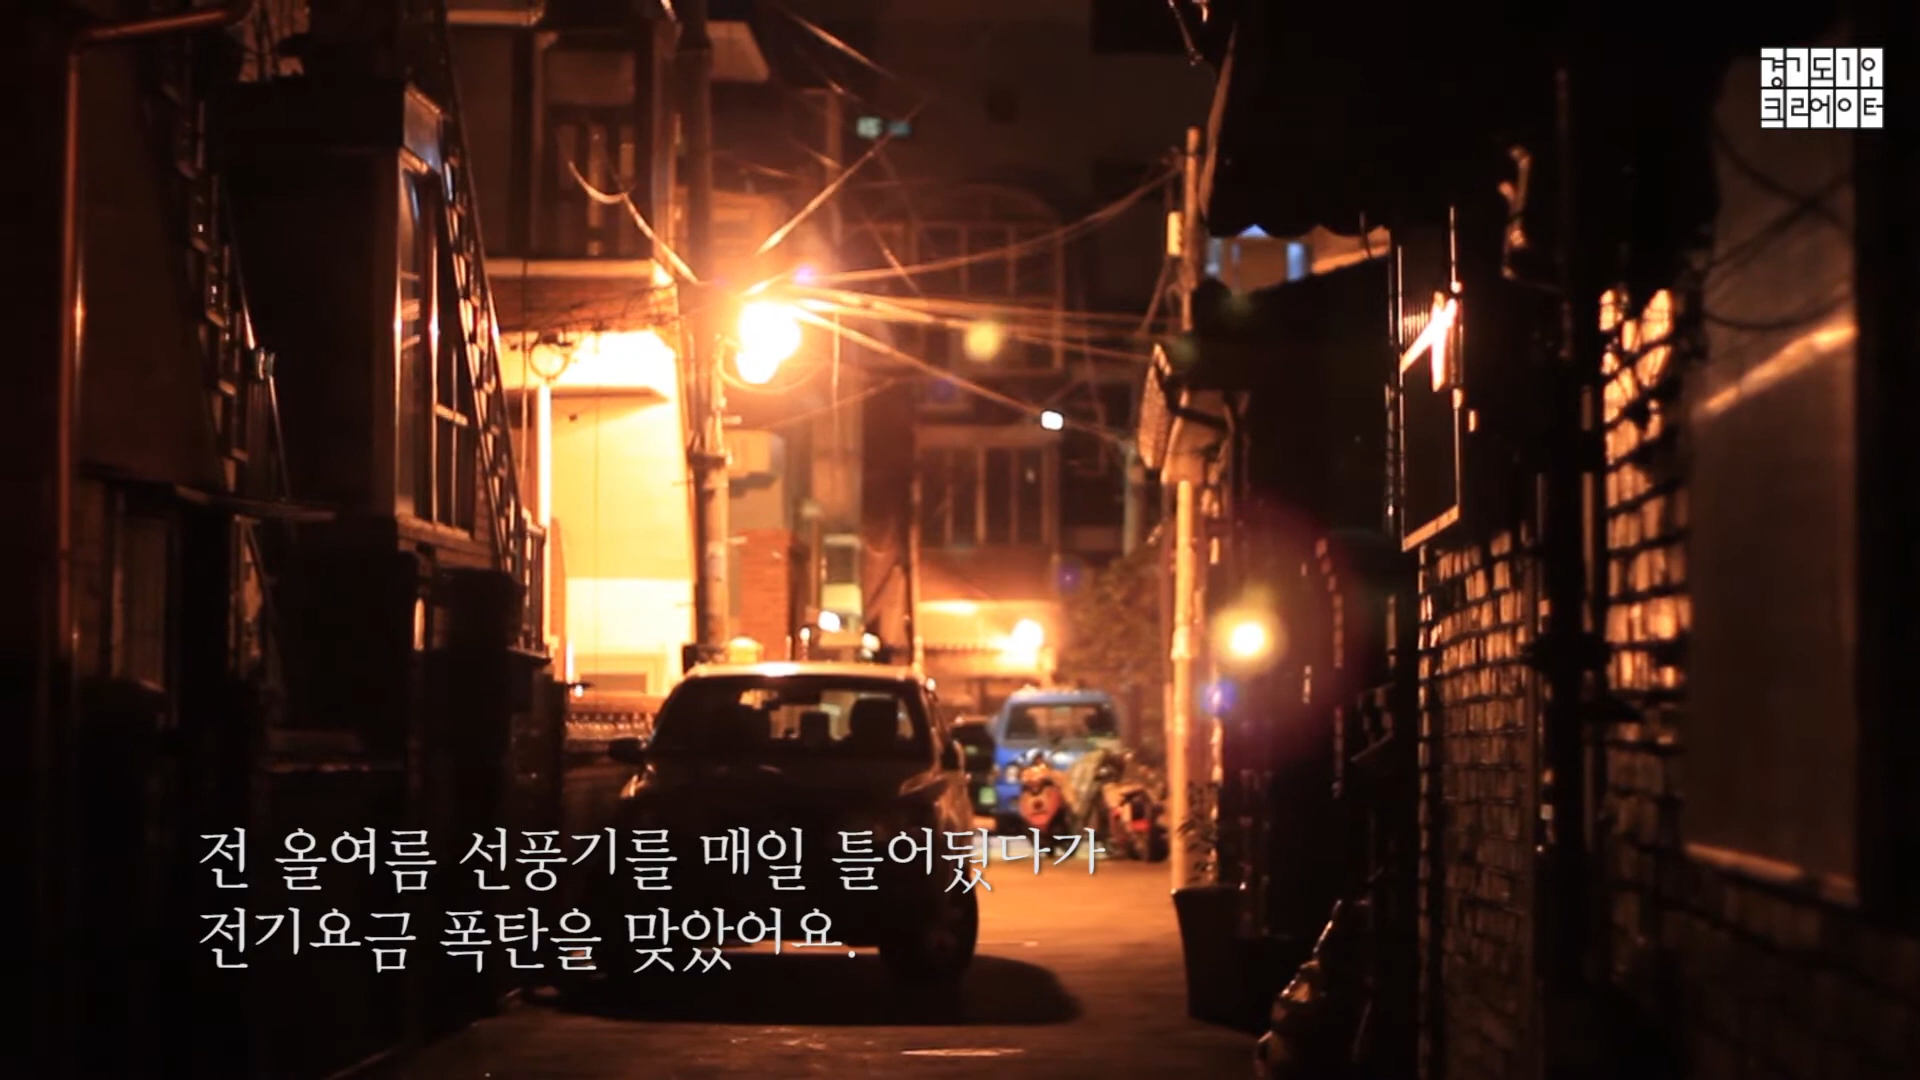 경기도1인
크리에이터
전 올여름 선풍기를 매일 틀어뒀다가
전기요금 폭탄을 맞았어요.